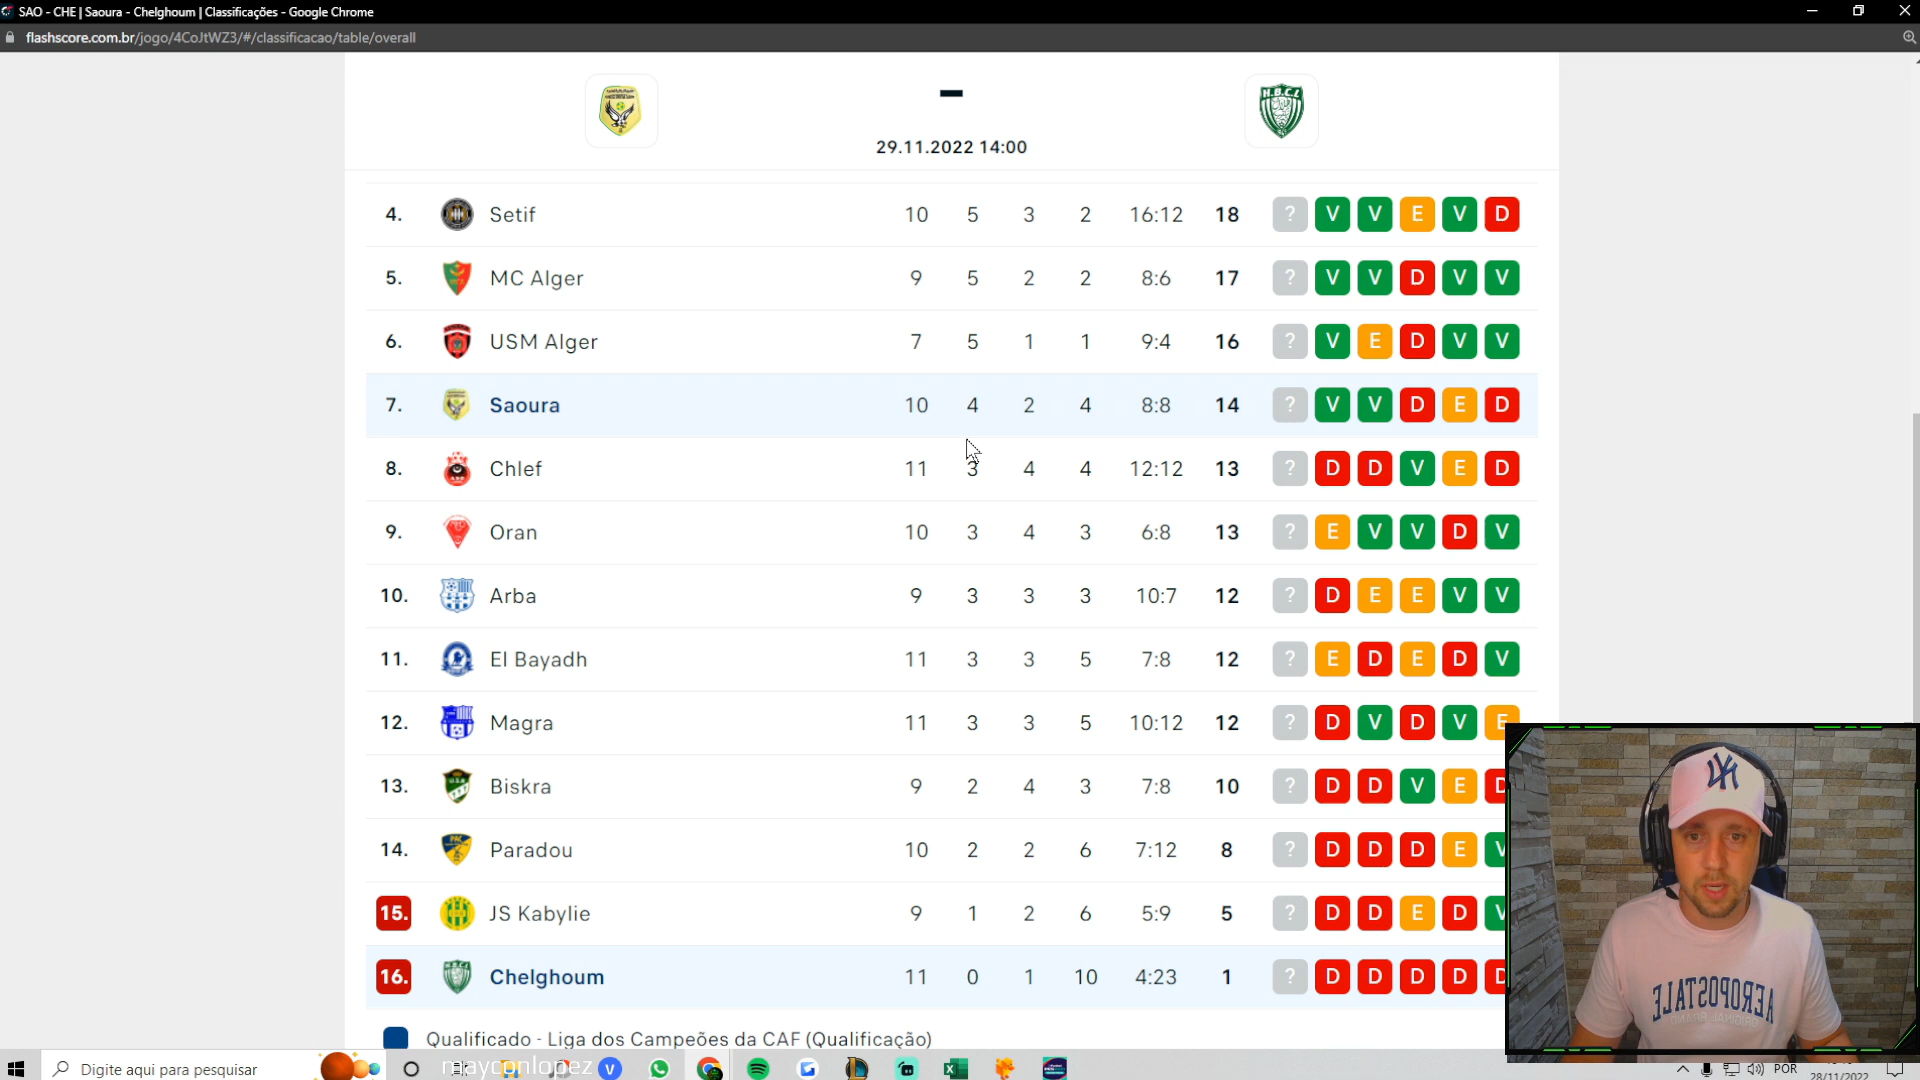 SAO - CHE | Saoura - Chelghoum | Classificações - Google Chrome
flashscore.com.br/jogo/4CoJtWZ3/#/classificacao/table/overall
H.B.C.L
-
29.11.2022 14:00
4. Setif 10 5 3 2 16:12 18 ? V V E V D
5. MC Alger 9 5 2 2 8:6 17 ? V V D V V
6. USM Alger 7 5 1 1 9:4 16 ? V E D V V
7. Saoura 10 4 2 4 8:8 14 ? V V D E D
8. Chlef 11 3 4 4 12:12 13 ? D D V E D
9. Oran 10 3 4 3 6:8 13 ? E V V D V
10. Arba 9 3 3 3 10:7 12 ? D E E V V
11. El Bayadh 11 3 3 5 7:8 12 ? E D E D V
12. Magra 11 3 3 5 10:12 12 ? D V D V E
13. Biskra 9 2 4 3 7:8 10 ? D D V E D
14. Paradou 10 2 2 6 7:12 8 ? D D D E V
15. JS Kabylie 9 1 2 6 5:9 5 ? D D E D V
16. Chelghoum 11 0 1 10 4:23 1 ? D D D D D
Qualificado - Liga dos Campeões da CAF (Qualificação)
AEROPOSTALE
Digite aqui para pesquisar
mayconlopez
POR
28/11/2022